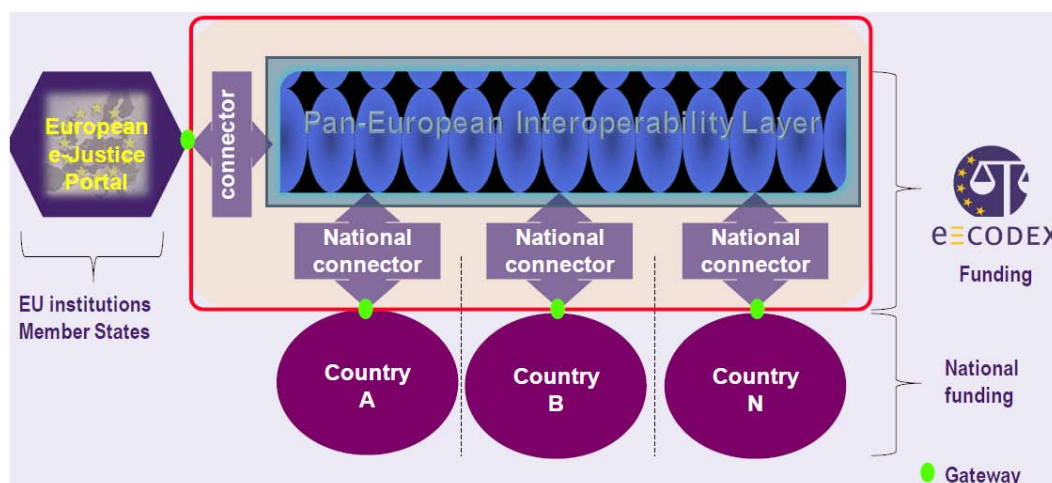 European
e-Justice
Portal
connector
Pan-European Interoperability Layer
National
connector
National
connector
National
connector
e CODEX
Funding
EU institutions
Member States
Country
A
Country
B
Country
N
National
funding
Gateway